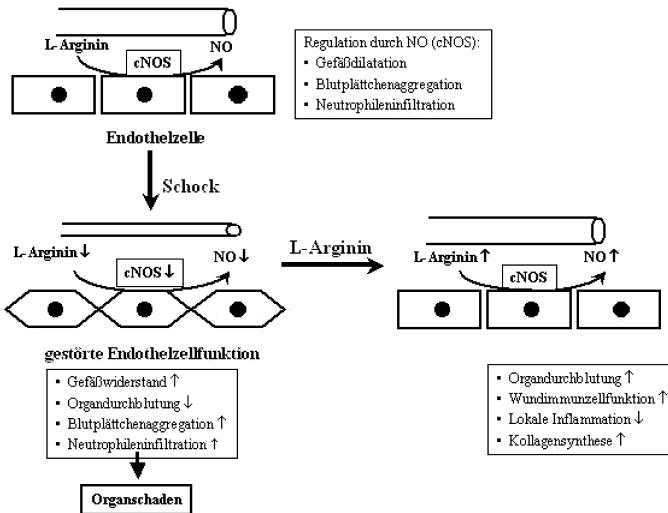 L-Arginin
NO
cNOS
Regulation durch NO (cNOS):
▪ Gefäßdilatation
▪ Blutplättchenaggregation
▪ Neutrophileninfiltration
Endothelzelle
Schock
L-Arginin↓
cNOS↓
NO↓
L-Arginin
L-Arginin↑
cNOS
NO↑
gestörte Endothelzellfunktion
▪ Gefäßwiderstand ↑
▪ Organdurchblutung ↓
▪ Blutplättchenaggregation ↑
▪ Neutrophileninfiltration ↑
Organschaden
▪ Organdurchblutung ↑
▪ Wundimmunzellfunktion ↑
▪ Lokale Inflammation ↓
▪ Kollagensynthese ↑